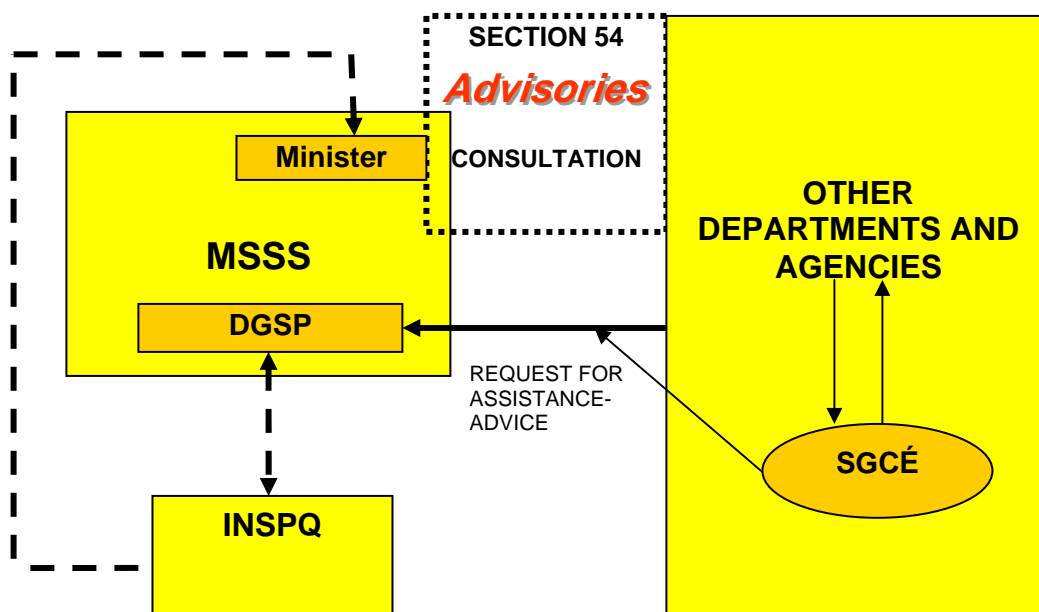 SECTION 54
Advisories
CONSULTATION
Minister
MSSS
DGSP
REQUEST FOR
ASSISTANCE-
ADVICE
INSPQ
OTHER
DEPARTMENTS AND
AGENCIES
SGCÉ